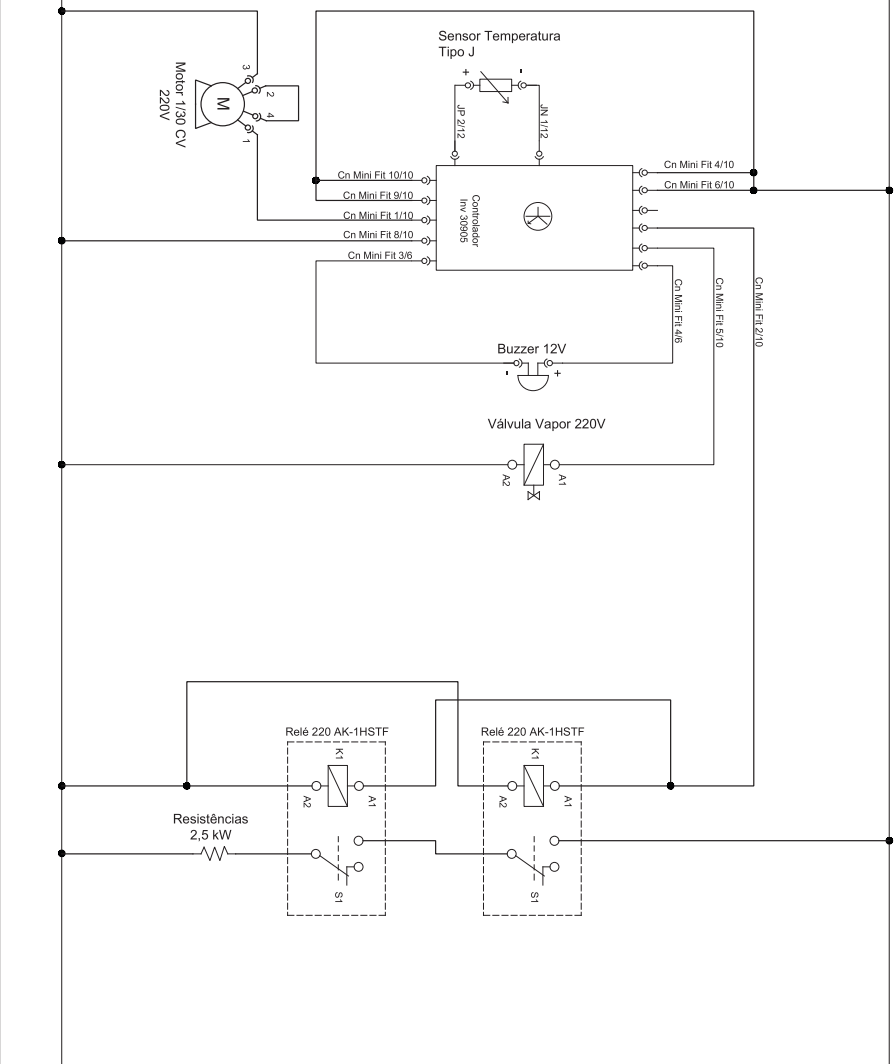 Sensor Temperatura
Tipo J
+
-
JP 2/12
JN 1/12
Motor 1/30 CV
220V
M
3
2
4
1
Cn Mini Fit 10/10
Cn Mini Fit 9/10
Cn Mini Fit 1/10
Cn Mini Fit 8/10
Cn Mini Fit 3/6
Controlador
Inv 30905
Cn Mini Fit 4/10
Cn Mini Fit 6/10
Cn Mini Fit 4/6
Cn Mini Fit 5/10
Cn Mini Fit 2/10
Buzzer 12V
-
+
Válvula Vapor 220V
A2
A1
Relé 220 AK-1HSTF
K1
A2
A1
S1
Relé 220 AK-1HSTF
K1
A2
A1
S1
Resistências
2,5 kW